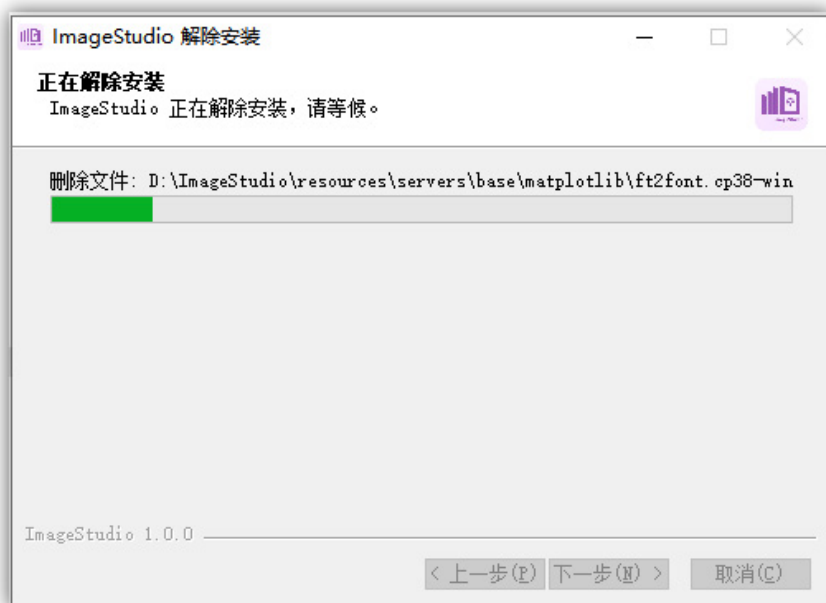 ImageStudio 解除安装
正在解除安装
ImageStudio 正在解除安装，请等候。
删除文件: D:\ImageStudio\resources\servers\base\matplotlib\ft2font.cp38-win
ImageStudio 1.0.0
< 上一步(P) 下一步(N) > 取消(C)